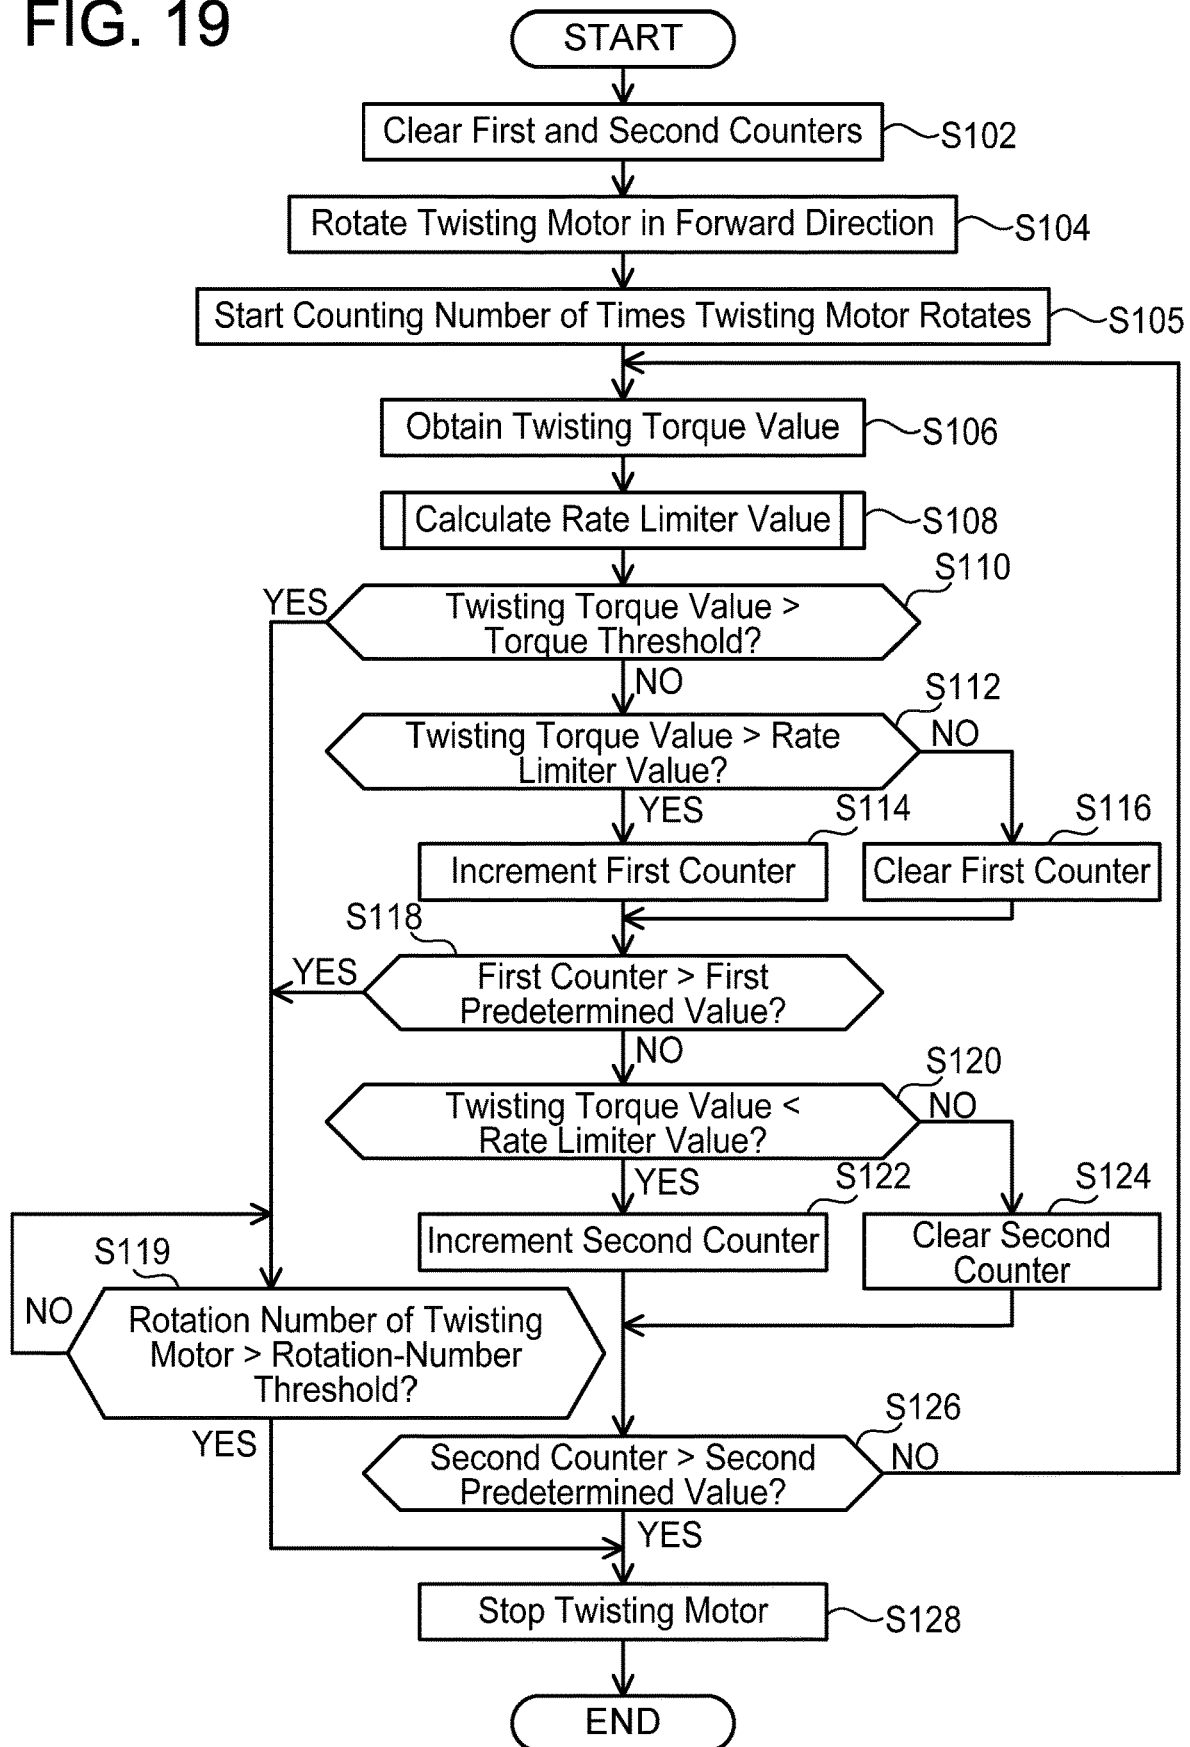 FIG. 19
START
Clear First and Second Counters
S102
Rotate Twisting Motor in Forward Direction
S104
Start Counting Number of Times Twisting Motor Rotates
S105
Obtain Twisting Torque Value
S106
Calculate Rate Limiter Value
S108
S110
YES
Twisting Torque Value >
Torque Threshold?
NO
S112
Twisting Torque Value > Rate
Limiter Value?
NO
YES
S114
S116
Increment First Counter
Clear First Counter
S118
YES
First Counter > First
Predetermined Value?
NO
S120
Twisting Torque Value <
Rate Limiter Value?
NO
YES
S122
S124
Increment Second Counter
Clear Second
Counter
S119
NO
Rotation Number of Twisting
Motor > Rotation-Number
Threshold?
YES
S126
Second Counter > Second
Predetermined Value?
NO
YES
Stop Twisting Motor
S128
END